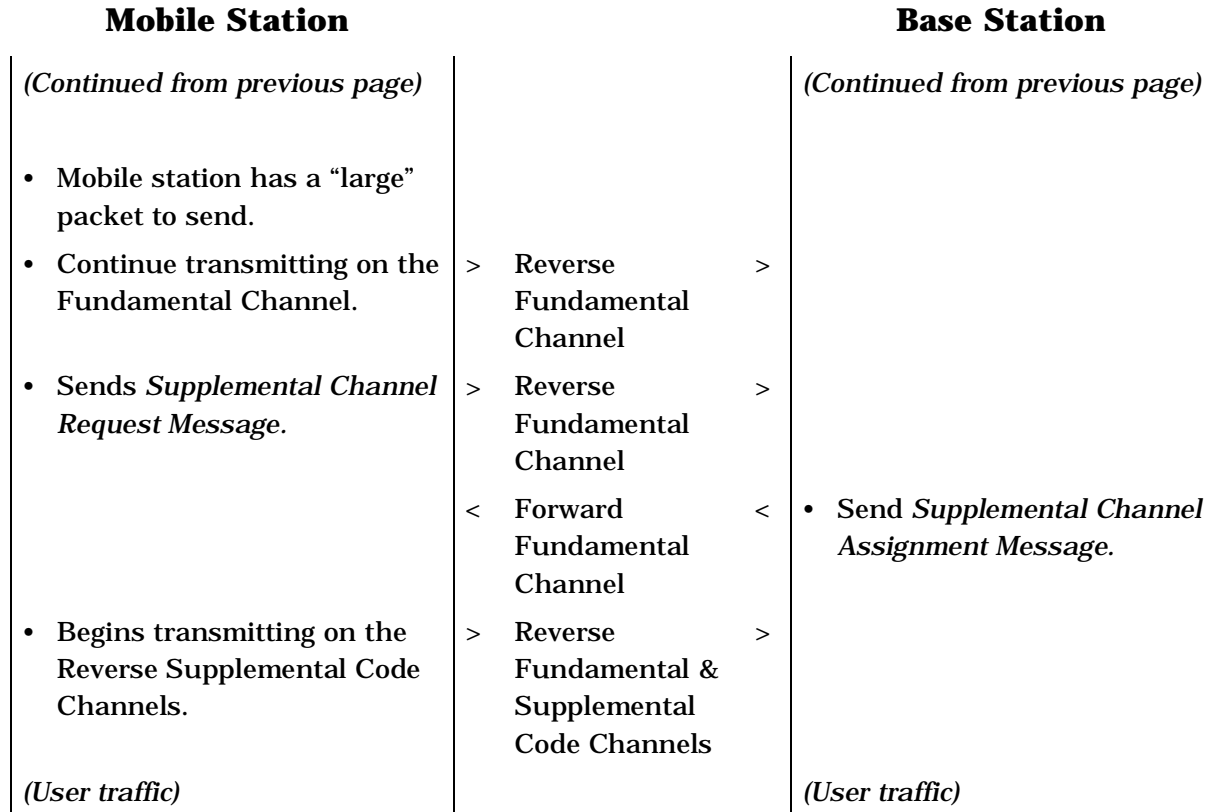 Mobile Station
Base Station
(Continued from previous page)
(Continued from previous page)
• Mobile station has a “large”
packet to send.
• Continue transmitting on the
Fundamental Channel.
> Reverse >
Fundamental
Channel
• Sends Supplemental Channel
Request Message.
> Reverse >
Fundamental
Channel
< Forward <
Fundamental
Channel
• Send Supplemental Channel
Assignment Message.
• Begins transmitting on the
Reverse Supplemental Code
Channels.
> Reverse >
Fundamental &
Supplemental
Code Channels
(User traffic)
(User traffic)